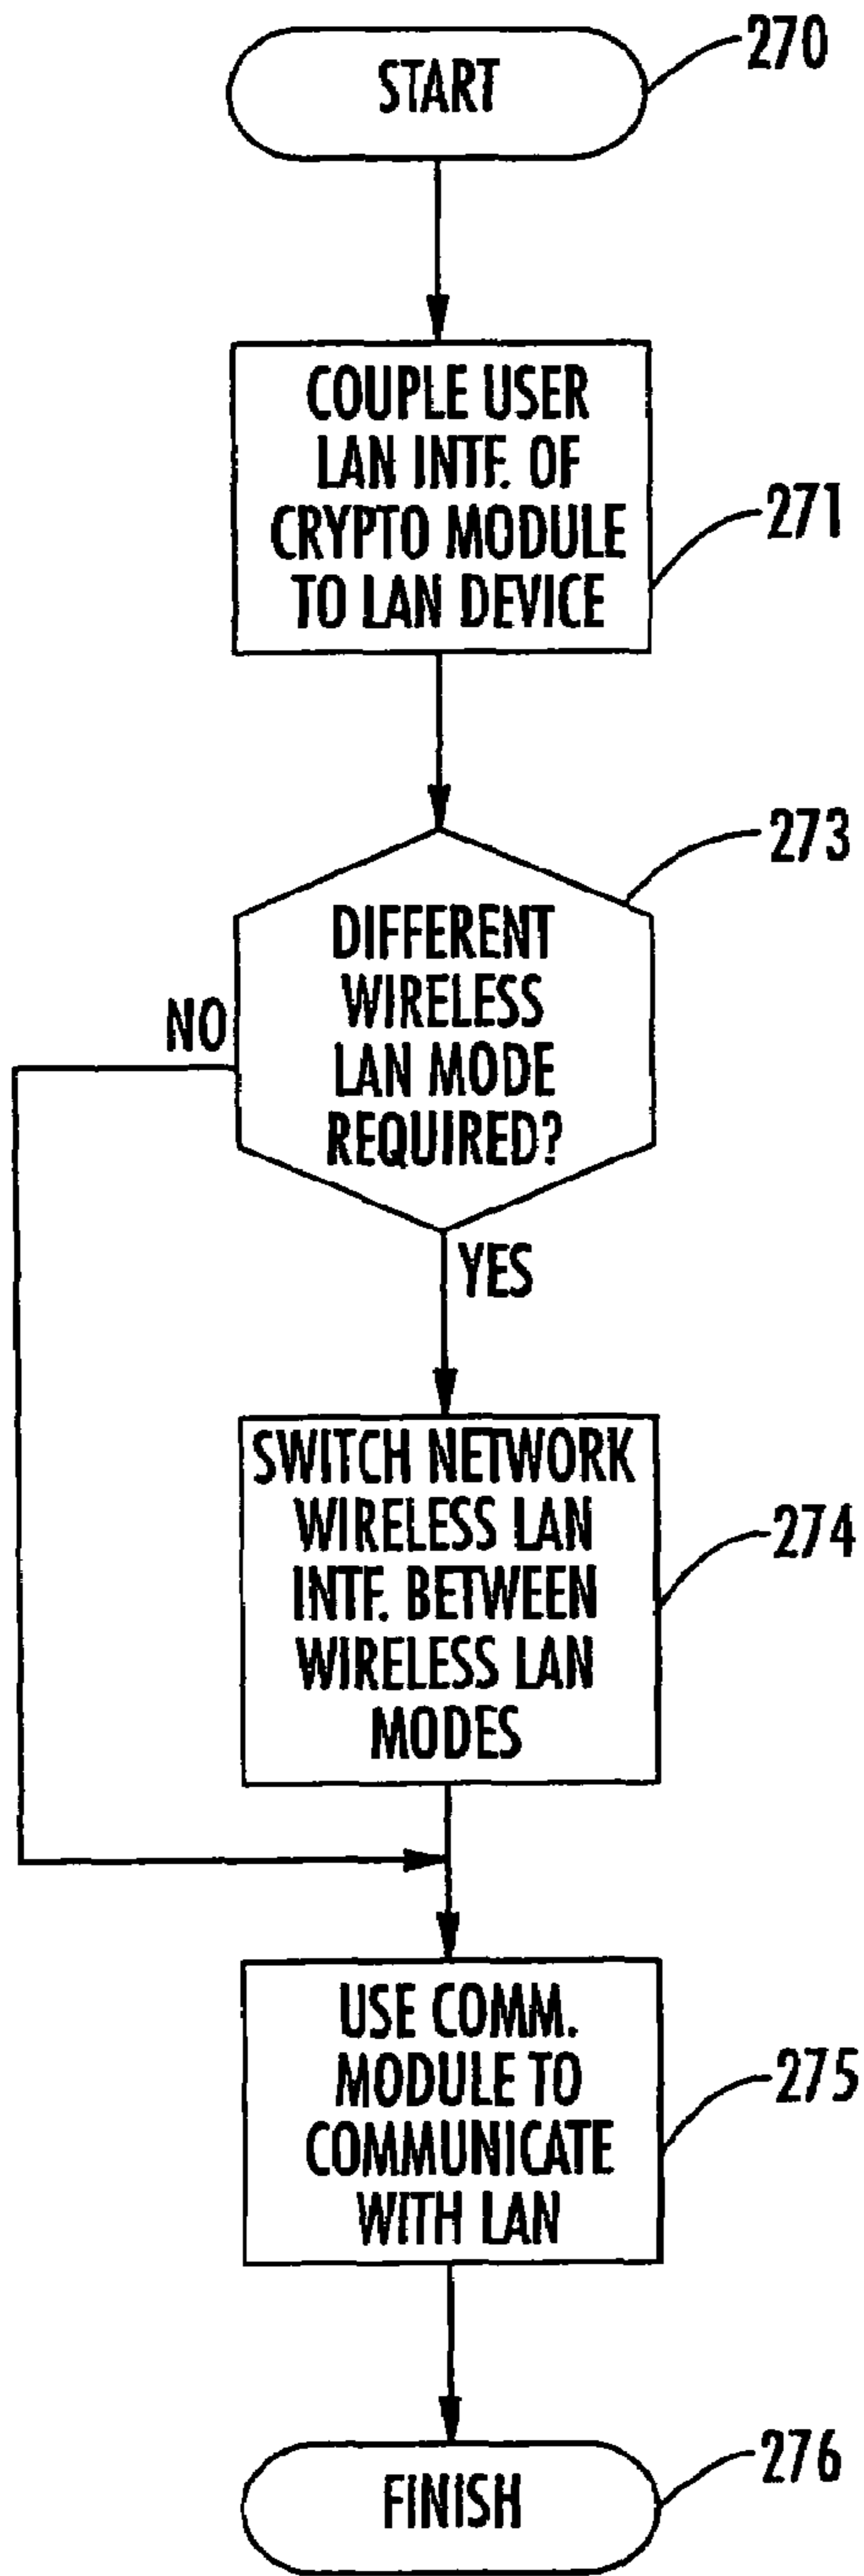 START
270
COUPLE USER
LAN INTF. OF
CRYPTO MODULE
TO LAN DEVICE
271
DIFFERENT
WIRELESS
LAN MODE
REQUIRED?
273
NO
YES
SWITCH NETWORK
WIRELESS LAN
INTF. BETWEEN
WIRELESS LAN
MODES
274
USE COMM.
MODULE TO
COMMUNICATE
WITH LAN
275
FINISH
276